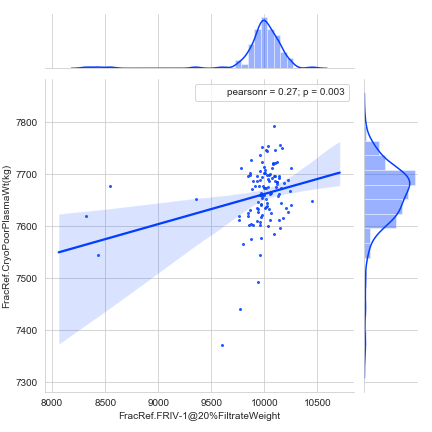 pearsonr = 0.27; p = 0.003
7800
7700
7600
7500
7400
7300
FracRef.CryoPoorPlasmaWt(kg)
8000 8500 9000 9500 10000 10500
FracRef.FRIV-1@20%FiltrateWeight